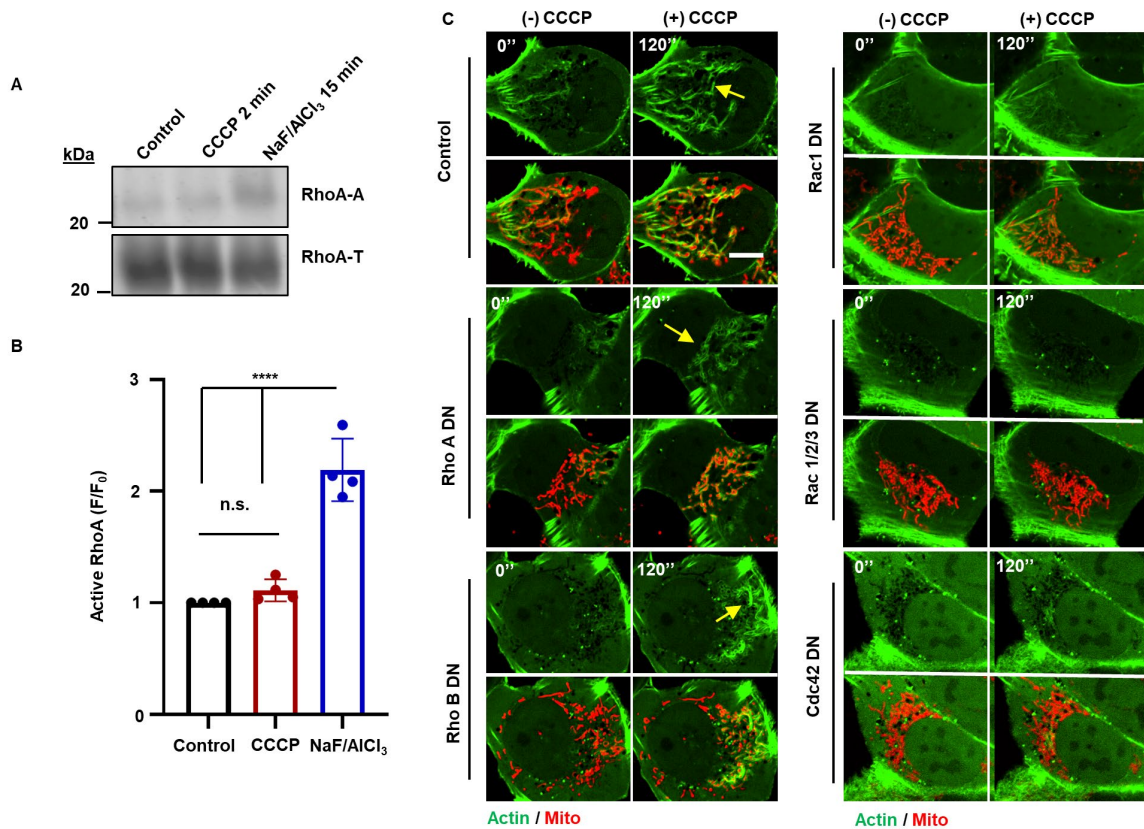 A
Control
CCCP 2 min
NaF/AlCl₃ 15 min
kDa
RhoA-A
20
RhoA-T
20
B
Active RhoA (F/F₀)
3
2
1
0
****
n.s.
Control
CCCP
NaF/AlCl₃
C
(-) CCCP
(+) CCCP
Control
0’’
120’’
Rho A DN
0’’
120’’
Rho B DN
0’’
120’’
Actin / Mito
(-) CCCP
(+) CCCP
Rac1 DN
0’’
120’’
Rac 1/2/3 DN
0’’
120’’
Cdc42 DN
0’’
120’’
Actin / Mito